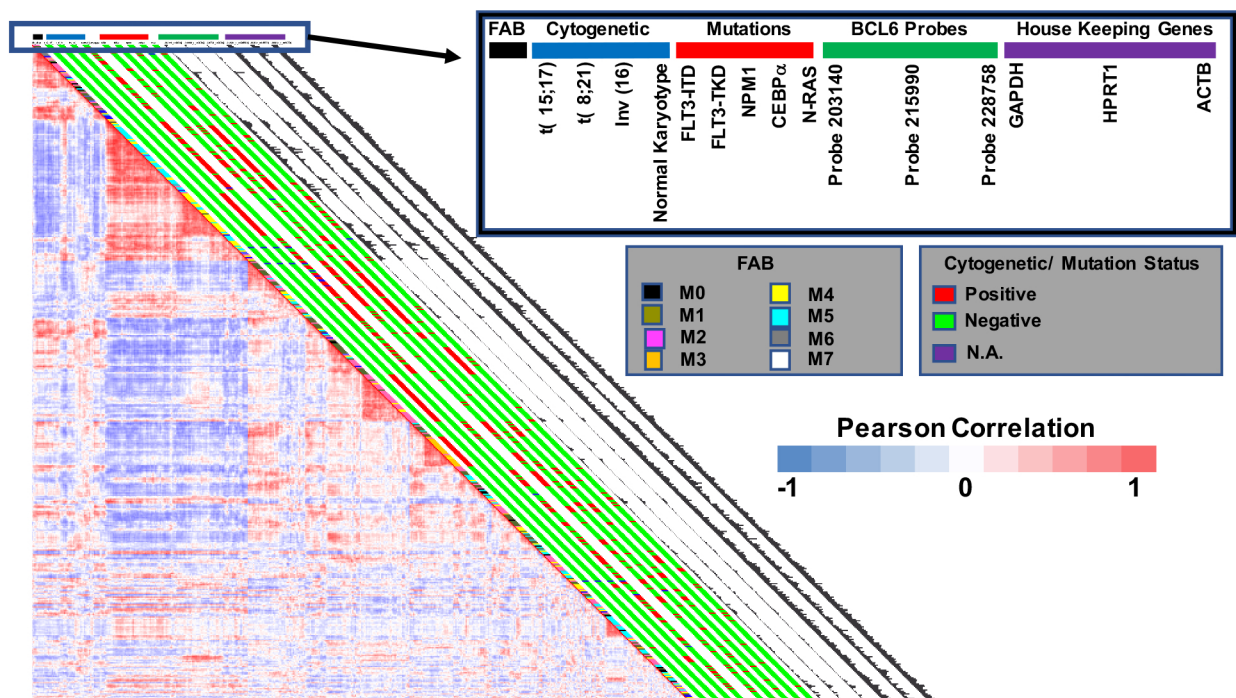 FAB Cytogenetic Mutations BCL6 Probes House Keeping Genes
t( 15;17)
t( 8;21)
Inv (16)
Normal Karyotype
FLT3-ITD
FLT3-TKD
NPM1
CEBPα
N-RAS
Probe 203140
Probe 215990
Probe 228758
GAPDH
HPRT1
ACTB
FAB
M0 M4
M1 M5
M2 M6
M3 M7
Cytogenetic/ Mutation Status
Positive
Negative
N.A.
Pearson Correlation
-1 0 1